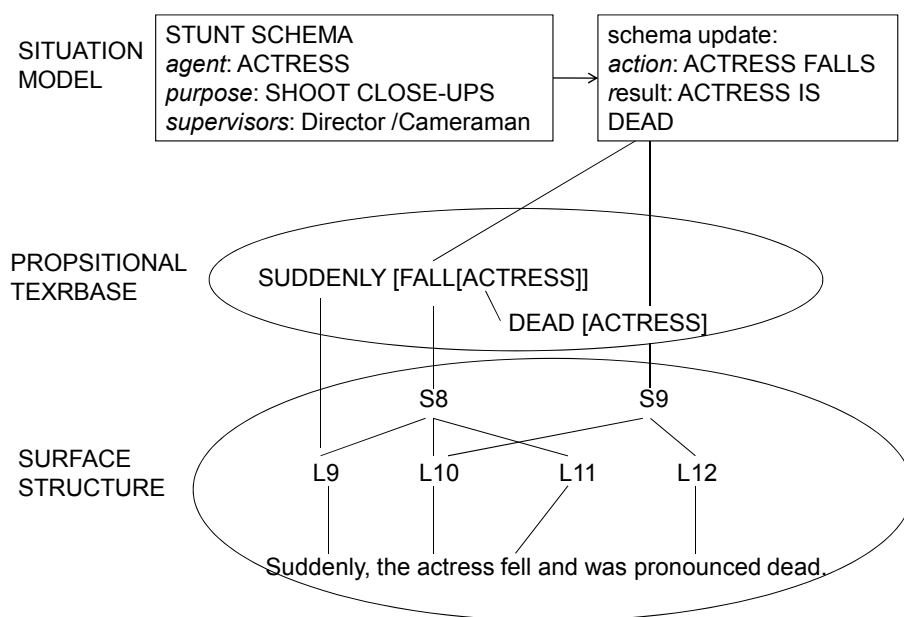 SITUATION
MODEL
STUNT SCHEMA
agent: ACTRESS
purpose: SHOOT CLOSE-UPS
supervisors: Director /Cameraman
schema update:
action: ACTRESS FALLS
result: ACTRESS IS
DEAD
PROPSITIONAL
TEXRBASE
SUDDENLY [FALL[ACTRESS]]
DEAD [ACTRESS]
SURFACE
STRUCTURE
S8 S9
L9 L10 L11 L12
Suddenly, the actress fell and was pronounced dead.